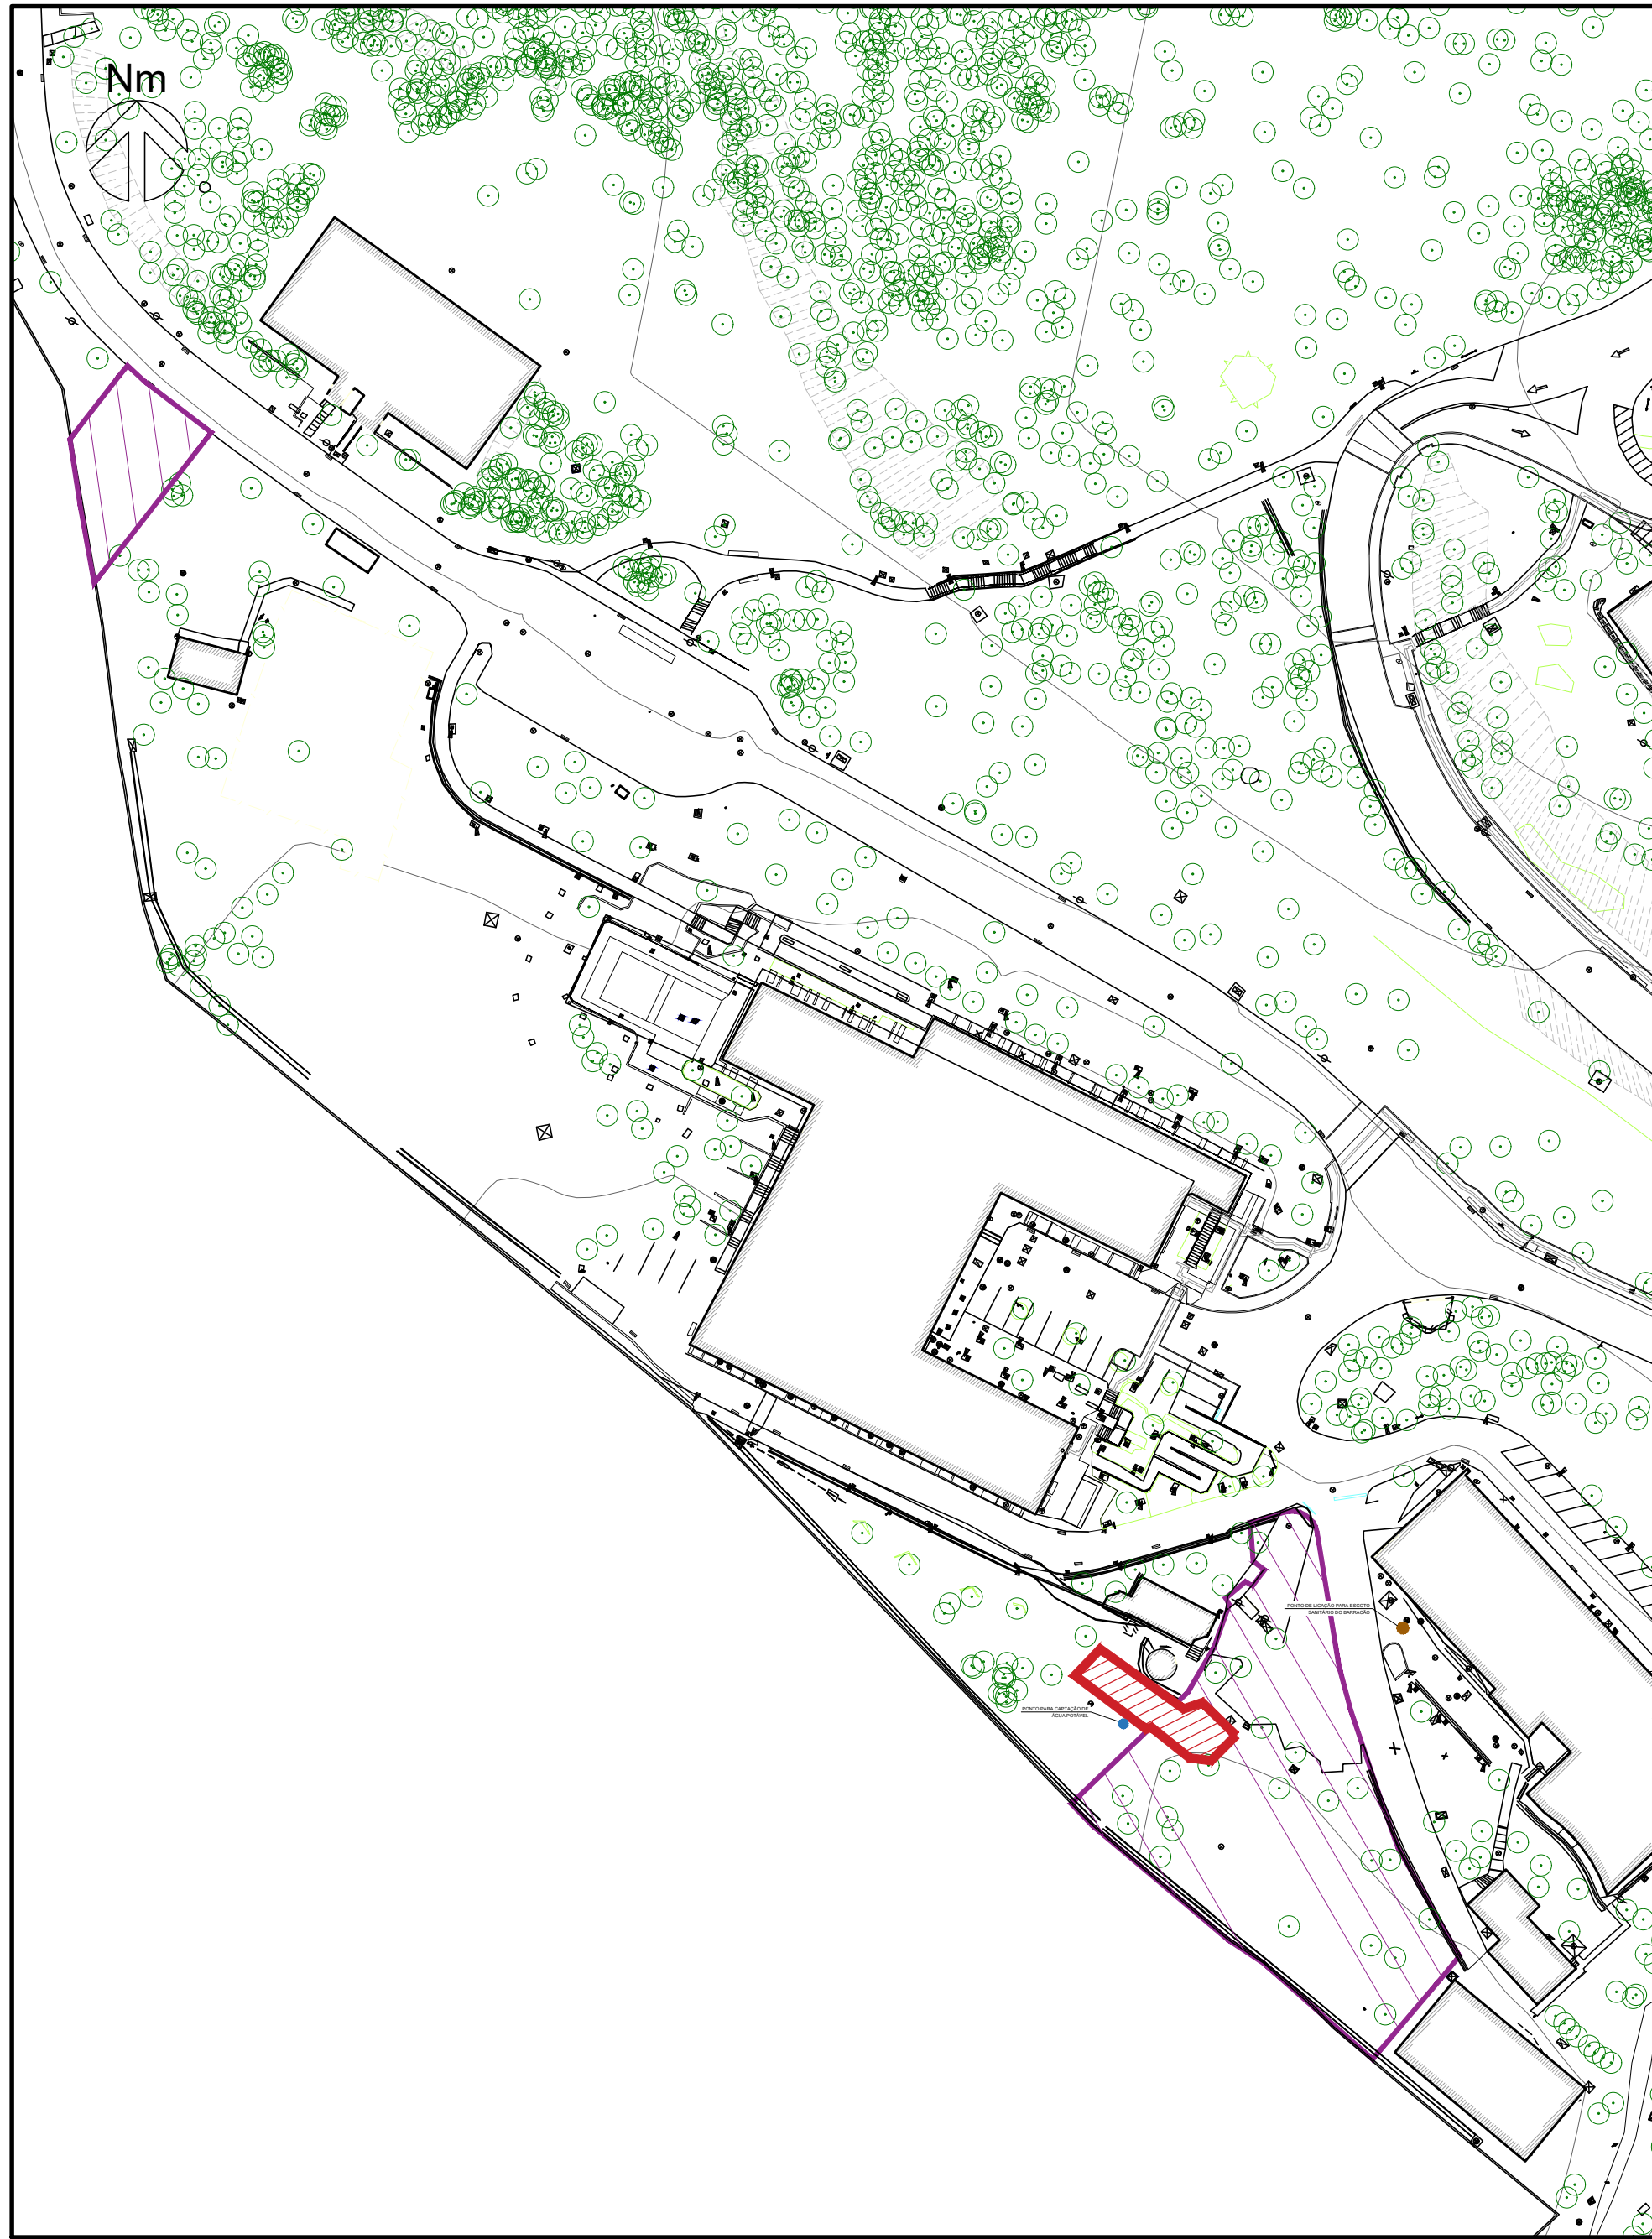 Nm
PONTO DE LIGAÇÃO PARA ESGOTO
SANITÁRIO DO BARRACÃO
PONTO PARA CAPTAÇÃO DE
ÁGUA POTÁVEL